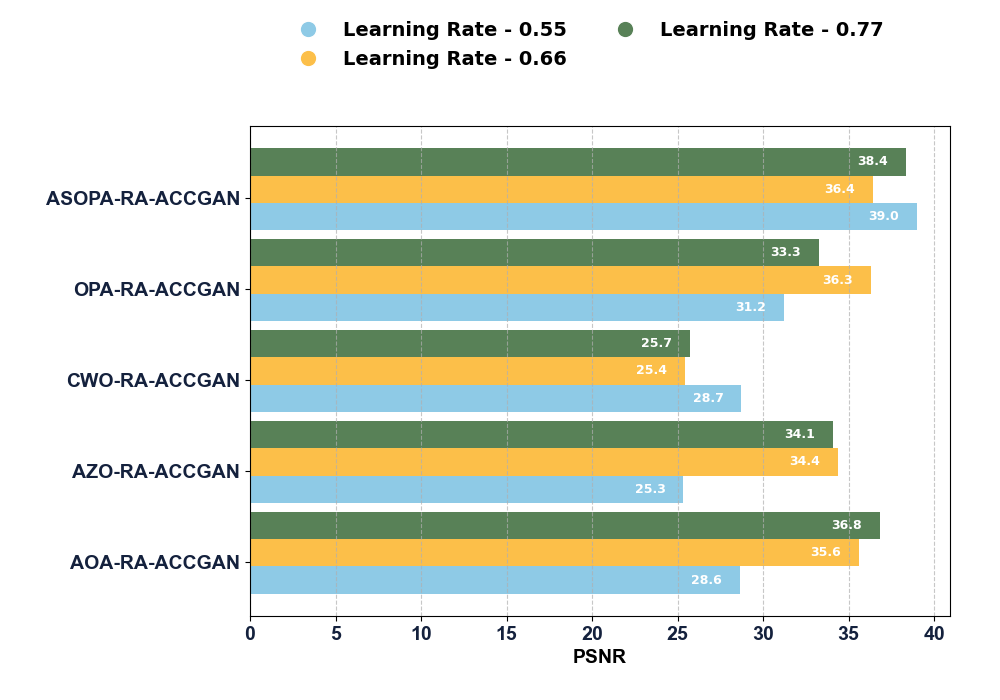 Learning Rate - 0.55
Learning Rate - 0.66
Learning Rate - 0.77
ASOPA-RA-ACCGAN
38.4
36.4
39.0
OPA-RA-ACCGAN
33.3
36.3
31.2
CWO-RA-ACCGAN
25.7
25.4
28.7
AZO-RA-ACCGAN
34.1
34.4
25.3
AOA-RA-ACCGAN
36.8
35.6
28.6
0 5 10 15 20 25 30 35 40
PSNR